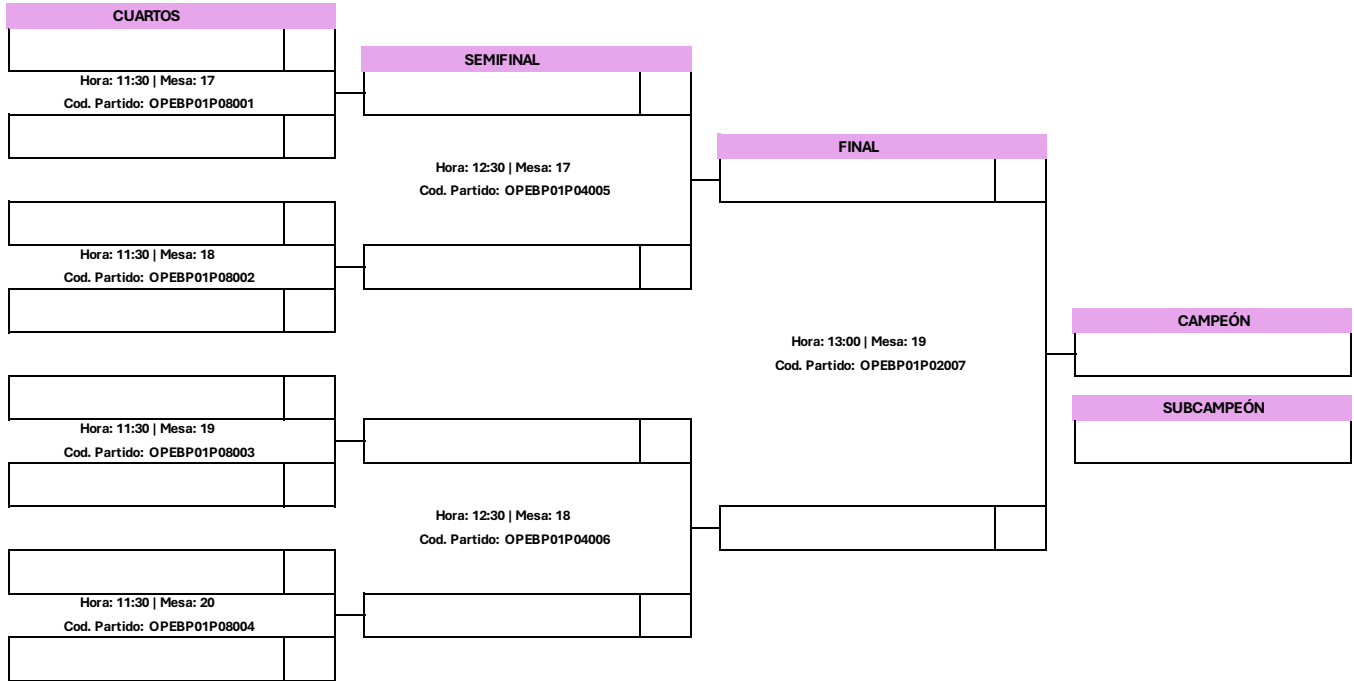 CUARTOS
Hora: 11:30 | Mesa: 17
Cod. Partido: OPEBP01P08001
Hora: 11:30 | Mesa: 18
Cod. Partido: OPEBP01P08002
Hora: 11:30 | Mesa: 19
Cod. Partido: OPEBP01P08003
Hora: 11:30 | Mesa: 20
Cod. Partido: OPEBP01P08004
SEMIFINAL
Hora: 12:30 | Mesa: 17
Cod. Partido: OPEBP01P04005
Hora: 12:30 | Mesa: 18
Cod. Partido: OPEBP01P04006
FINAL
Hora: 13:00 | Mesa: 19
Cod. Partido: OPEBP01P02007
CAMPEÓN
SUBCAMPEÓN